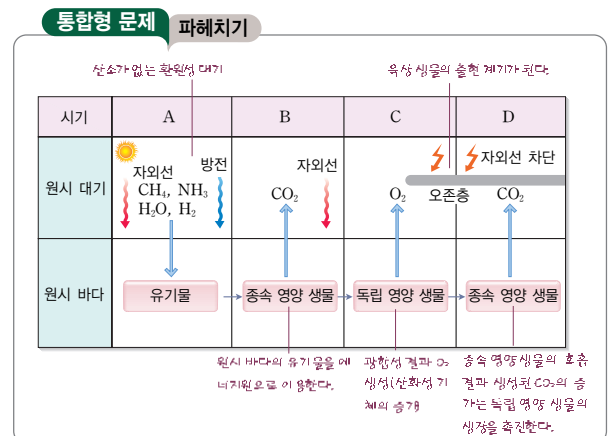 통합형 문제 파헤치기
산소가 없는 환원성 대기
육상 생물의 출현 계기가 된다.
시기 A B C D
원시 대기
자외선 방전
CH₄, NH₃
H₂O, H₂
자외선
CO₂
O₂
오존층
자외선 차단
CO₂
원시 바다 유기물 종속 영양 생물 독립 영양 생물 종속 영양 생물
원시 바다의 유기물을 에
너지원으로 이용한다.
광합성 결과 O₂
생성(산화성 기
체의 증가)
종속 영양 생물의 호흡
결과 생성된 CO₂의 증
가는 독립 영양 생물의
생장을 촉진한다.